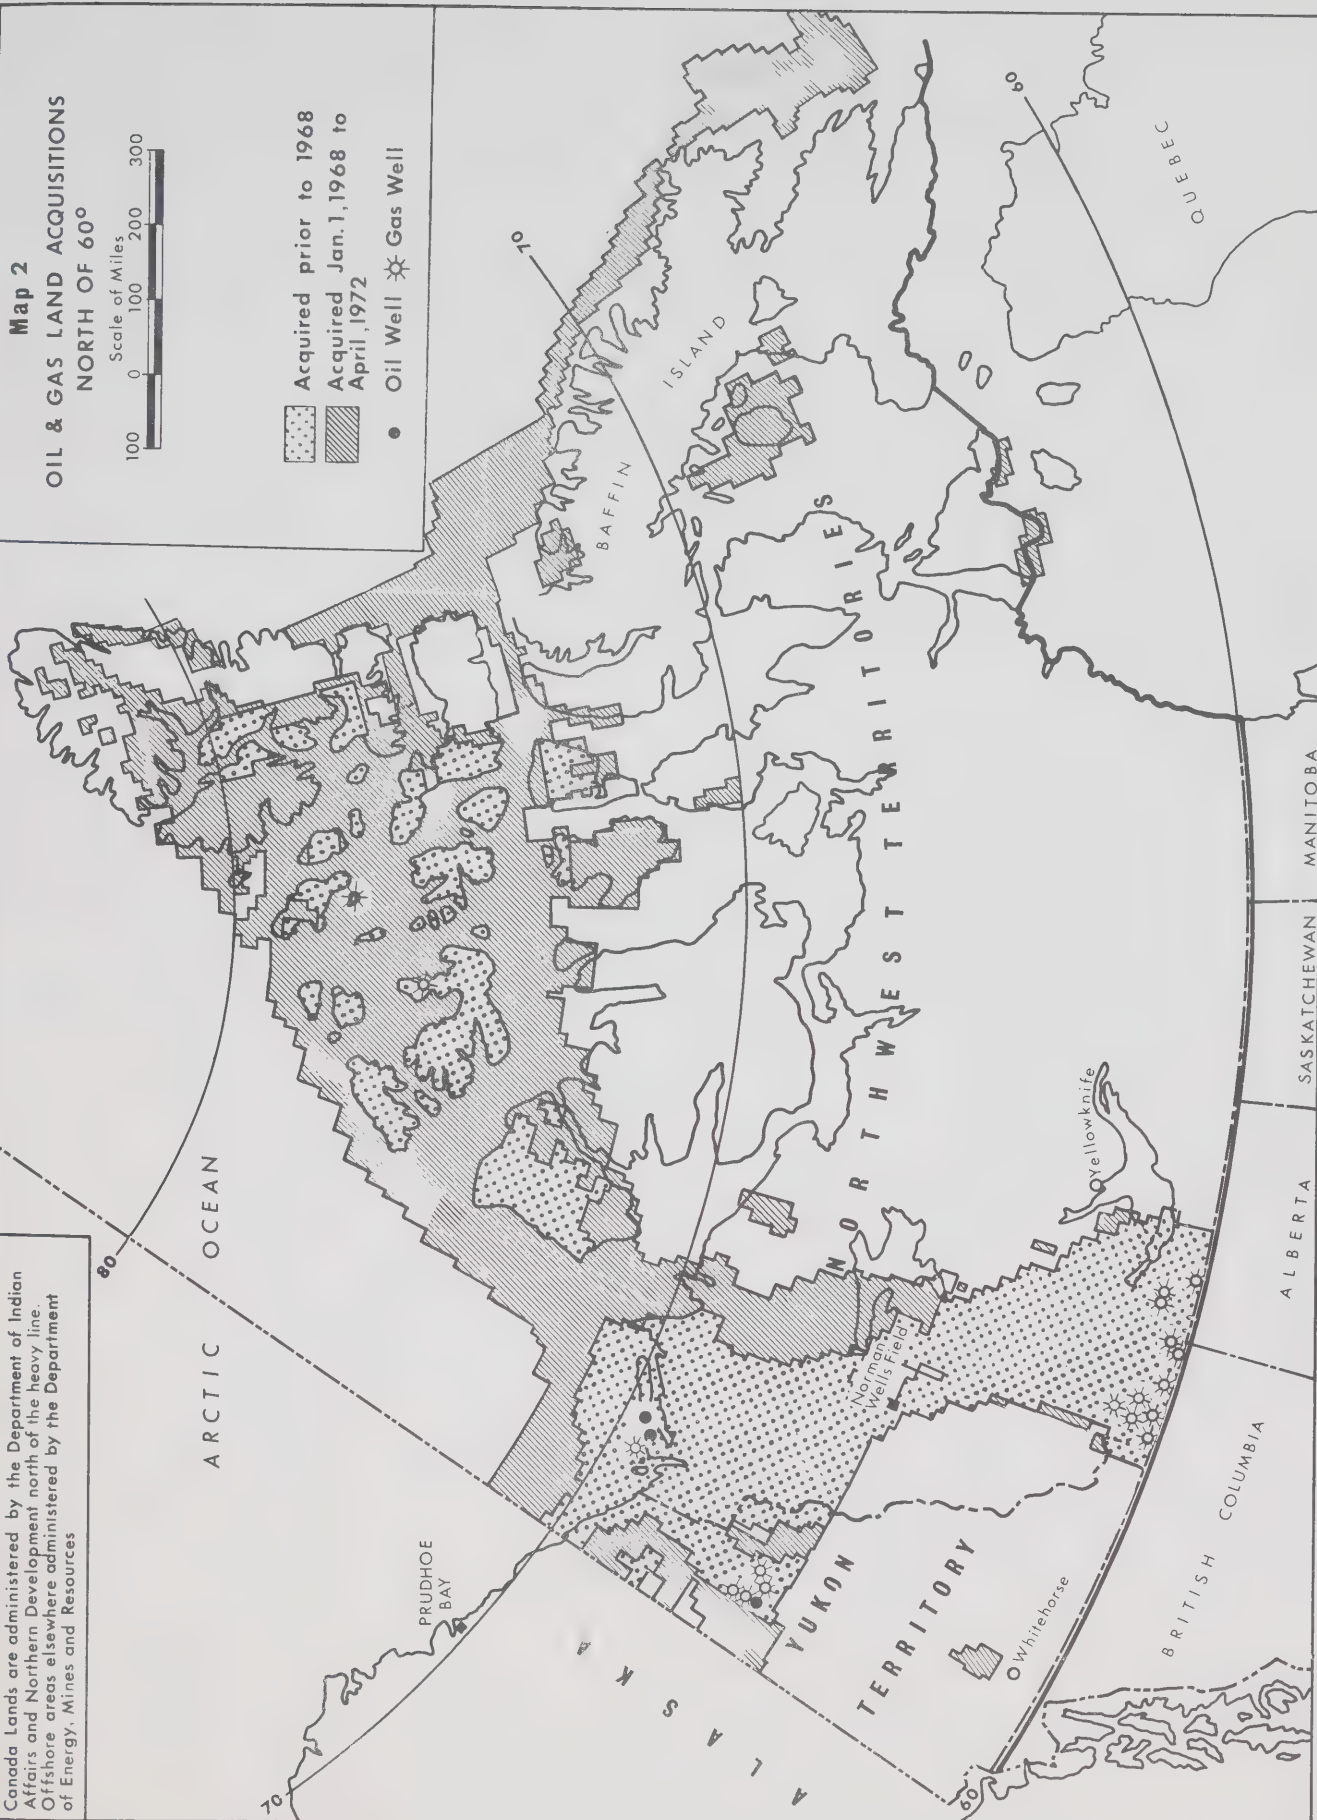 Map 2
OIL & GAS LAND ACQUISITIONS
NORTH OF 60°
Scale of Miles
100 0 100 200 300
Acquired prior to 1968
Acquired Jan. 1, 1968 to
April, 1972
Oil Well
Gas Well
Canada Lands are administered by the Department of Indian
Affairs and Northern Development north of the heavy line.
Offshore areas elsewhere administered by the Department
of Energy, Mines and Resources
80
70
70
60
60
ARCTIC OCEAN
PRUDHOE
BAY
ALASKA
YUKON
TERRITORY
Whitehorse
Norman
Wells Field
NORTHWEST TERRITORIES
Yellowknife
BAFFIN
ISLAND
QUEBEC
BRITISH COLUMBIA
ALBERTA
SASKATCHEWAN
MANITOBA